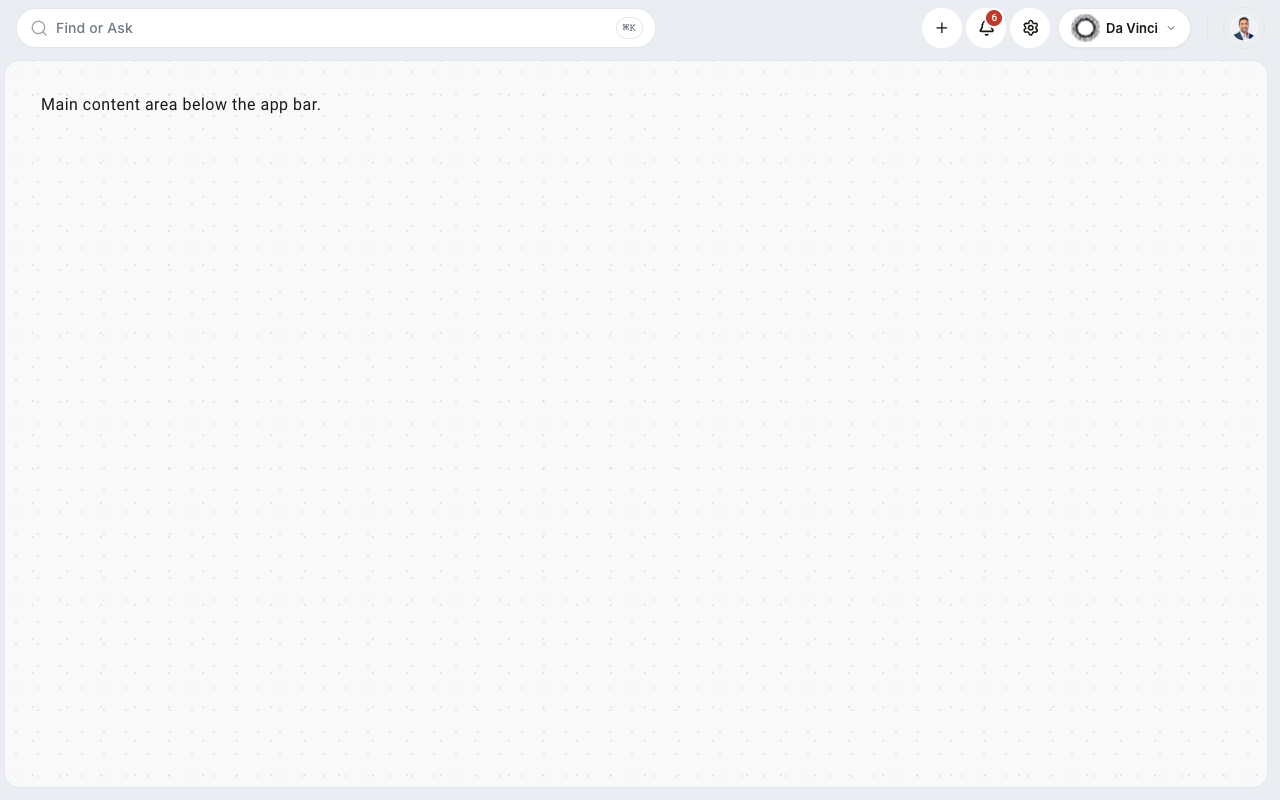 Find or Ask
⌘K
6
Da Vinci
Main content area below the app bar.